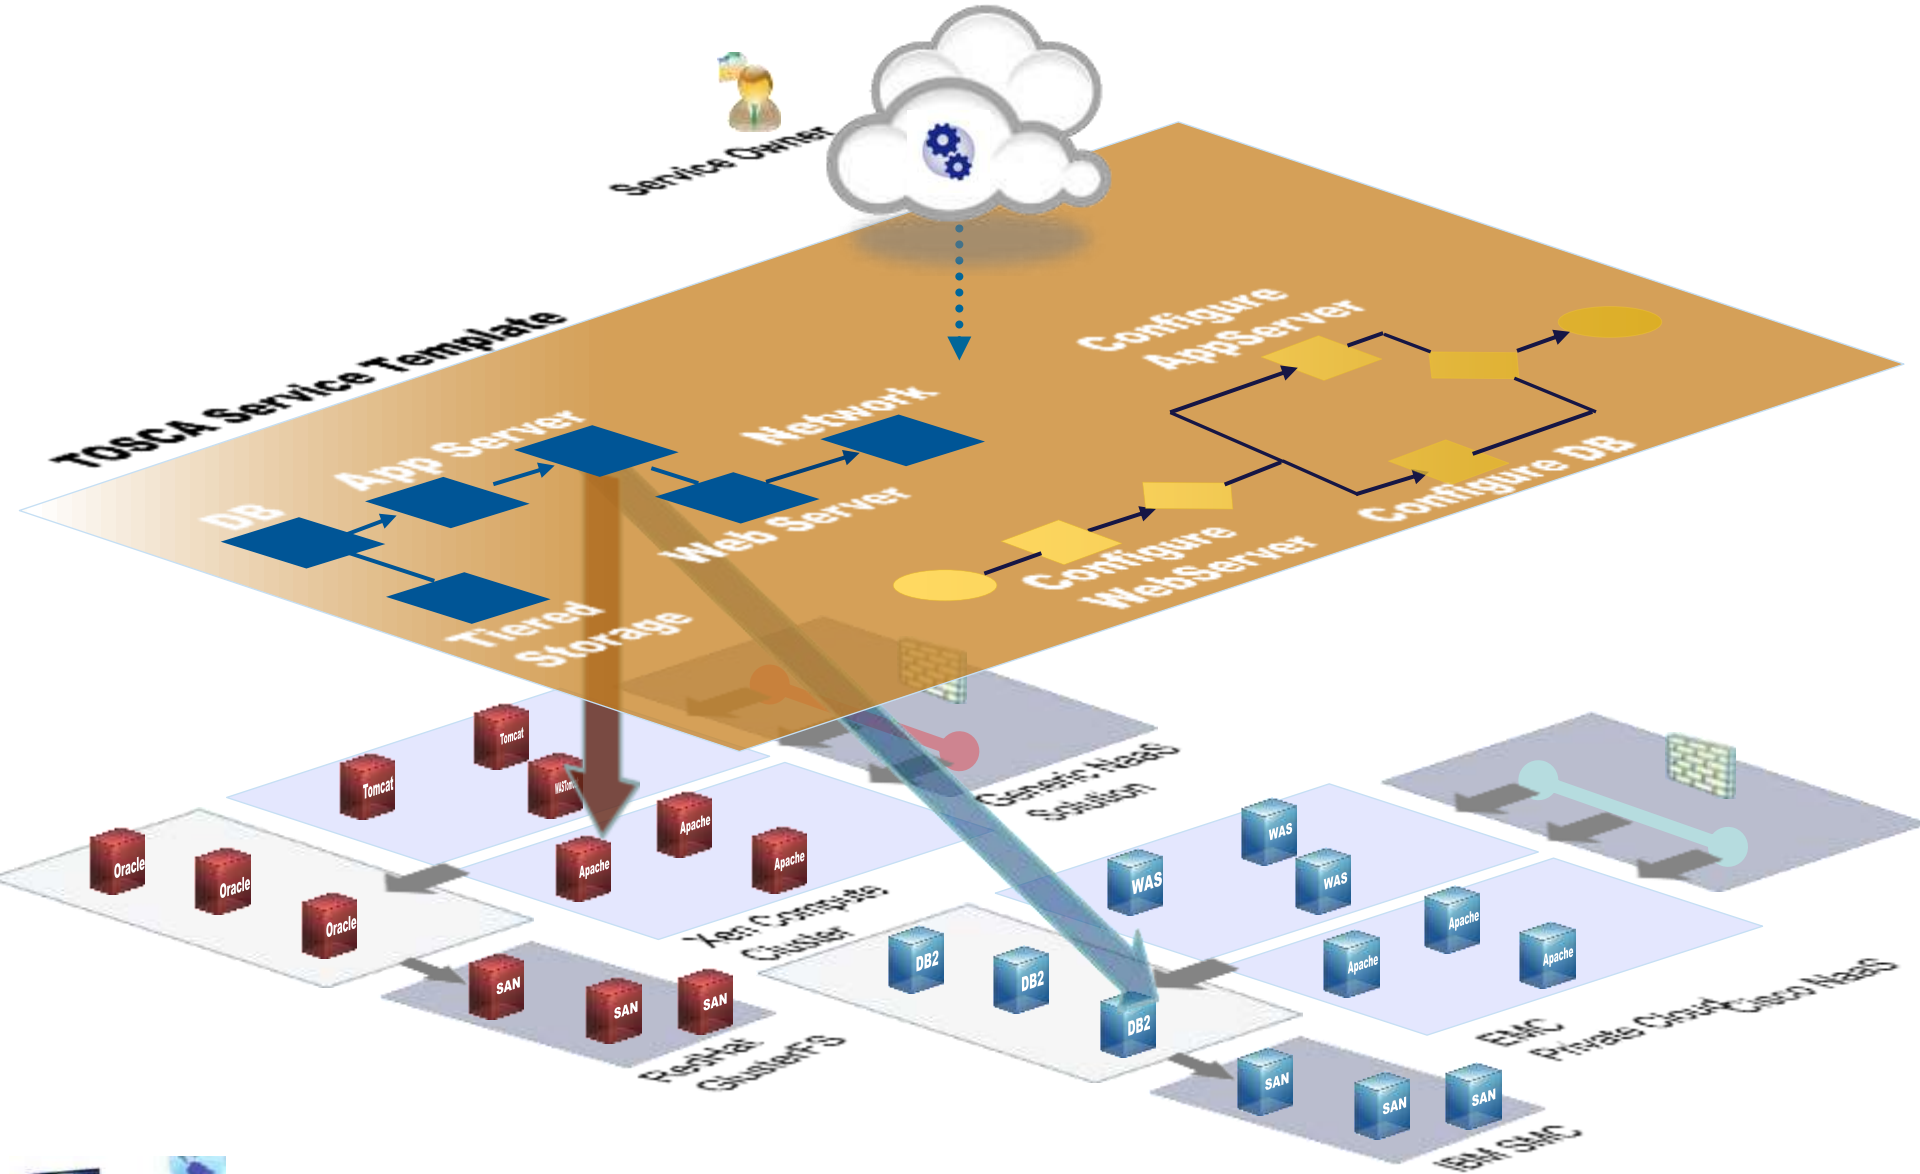 Service Owner
TOSCA Service Template
Configure
AppServer
Network
App Server
DB
Web Server
Configure DB
Configure
WebServer
Tiered
Storage
Tomcat
Tomcat
Generic NaaS
Solution
Apache
Apache
Apache
Oracle
Oracle
Oracle
Xen Compute
Cluster
WAS
WAS
WAS
Apache
Apache
Apache
DB2
DB2
DB2
SAN
SAN
SAN
RedHat
GlusterFS
Cisco NaaS
EMC
Private Cloud
SAN
SAN
SAN
IBM SMC